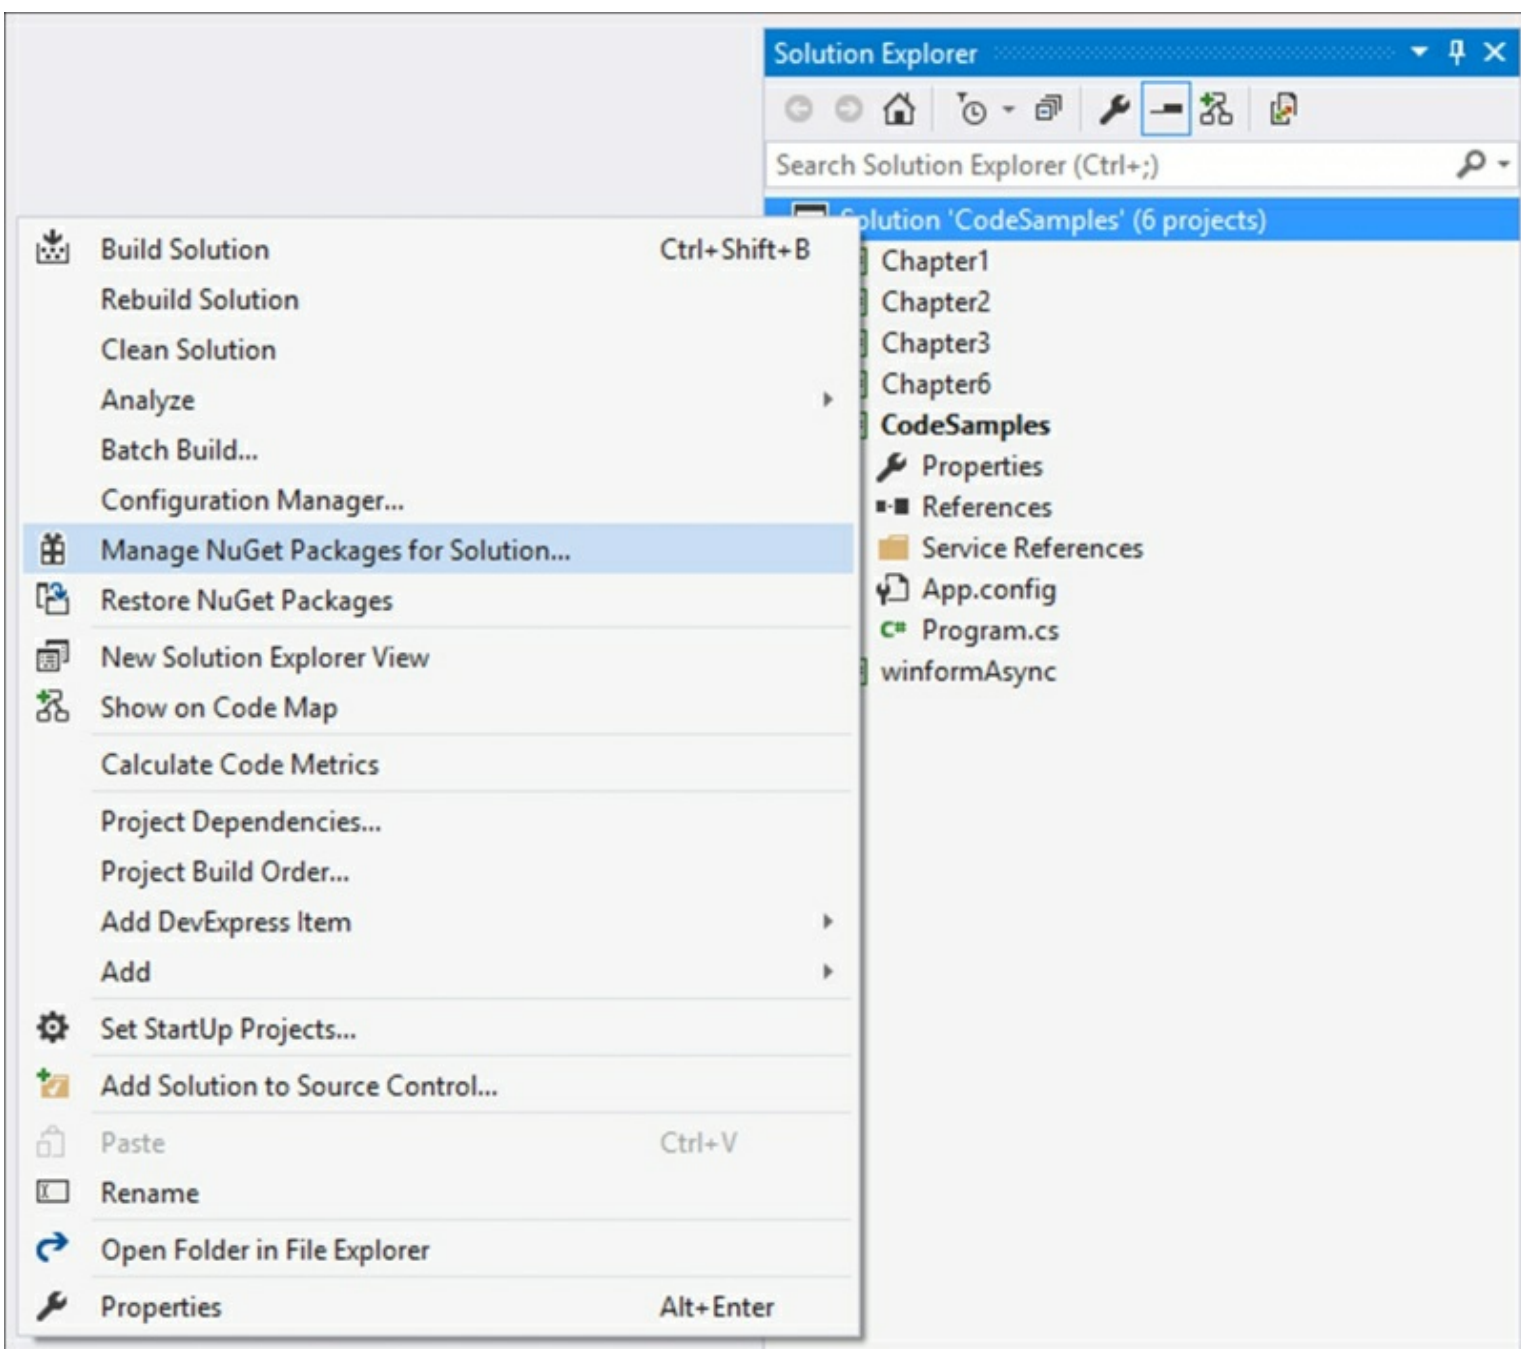 Solution Explorer
Search Solution Explorer (Ctrl+;)
olution 'CodeSamples' (6 projects)
Chapter1
Chapter2
Chapter3
Chapter6
CodeSamples
Properties
References
Service References
App.config
C# Program.cs
winformAsync
Build Solution Ctrl+Shift+B
Rebuild Solution
Clean Solution
Analyze
Batch Build...
Configuration Manager...
Manage NuGet Packages for Solution...
Restore NuGet Packages
New Solution Explorer View
Show on Code Map
Calculate Code Metrics
Project Dependencies...
Project Build Order...
Add DevExpress Item
Add
Set StartUp Projects...
Add Solution to Source Control...
Paste Ctrl+V
Rename
Open Folder in File Explorer
Properties Alt+Enter